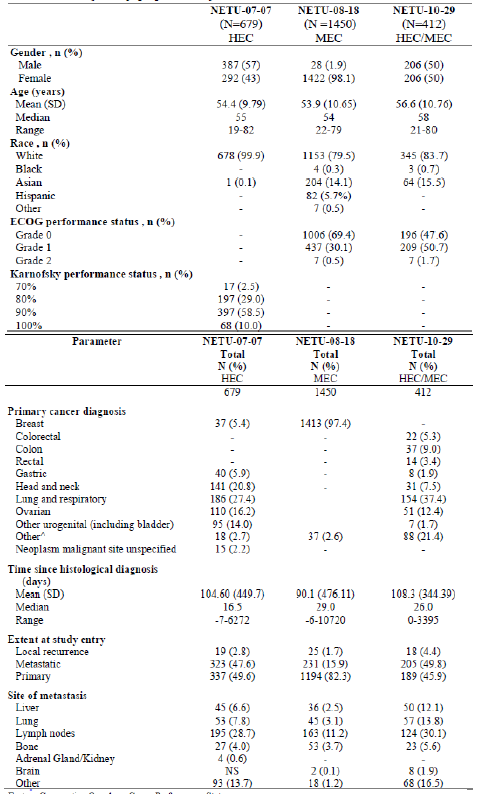 NETU-07-07 NETU-08-18 NETU-10-29
(N=679) (N =1450) (N=412)
HEC MEC HEC/MEC
Gender, n (%)
Male 387 (57) 28 (1.9) 206 (50)
Female 292 (43) 1422 (98.1) 206 (50)
Age (years)
Mean (SD) 54.4 (9.79) 53.9 (10.65) 56.6 (10.76)
Median 55 54 58
Range 19-82 22-79 21-80
Race, n (%)
White 678 (99.9) 1153 (79.5) 345 (83.7)
Black - 4 (0.3) 3 (0.7)
Asian 1 (0.1) 204 (14.1) 64 (15.5)
Hispanic - 82 (5.7%) -
Other - 7 (0.5) -
ECOG performance status, n (%)
Grade 0 - 1006 (69.4) 196 (47.6)
Grade 1 - 437 (30.1) 209 (50.7)
Grade 2 - 7 (0.5) 7 (1.7)
Karnofsky performance status, n (%)
70% 17 (2.5) - -
80% 197 (29.0) - -
90% 397 (58.5) - -
100% 68 (10.0) - -
Parameter NETU-07-07 NETU-08-18 NETU-10-29
Total Total Total
N (%) N (%) N (%)
HEC MEC HEC/MEC
679 1450 412
Primary cancer diagnosis
Breast 37 (5.4) 1413 (97.4) -
Colorectal - - 22 (5.3)
Colon - - 37 (9.0)
Rectal - - 14 (3.4)
Gastric 40 (5.9) - 8 (1.9)
Head and neck 141 (20.8) - 31 (7.5)
Lung and respiratory 186 (27.4) 154 (37.4)
Ovarian 110 (16.2) 51 (12.4)
Other urogenital (including bladder) 95 (14.0) 7 (1.7)
Other^ 18 (2.7) 37 (2.6) 88 (21.4)
Neoplasm malignant site unspecified 15 (2.2) - -
Time since histological diagnosis
(days)
Mean (SD) 104.60 (449.7) 90.1 (476.11) 108.3 (344.39)
Median 16.5 29.0 26.0
Range -7-6272 -6-10720 0-3395
Extent at study entry
Local recurrence 19 (2.8) 25 (1.7) 18 (4.4)
Metastatic 323 (47.6) 231 (15.9) 205 (49.8)
Primary 337 (49.6) 1194 (82.3) 189 (45.9)
Site of metastasis
Liver 45 (6.6) 36 (2.5) 50 (12.1)
Lung 53 (7.8) 45 (3.1) 57 (13.8)
Lymph nodes 195 (28.7) 163 (11.2) 124 (30.1)
Bone 27 (4.0) 53 (3.7) 23 (5.6)
Adrenal Gland/Kidney 4 (0.6) - -
Brain NS 2 (0.1) 8 (1.9)
Other 93 (13.7) 18 (1.2) 68 (16.5)